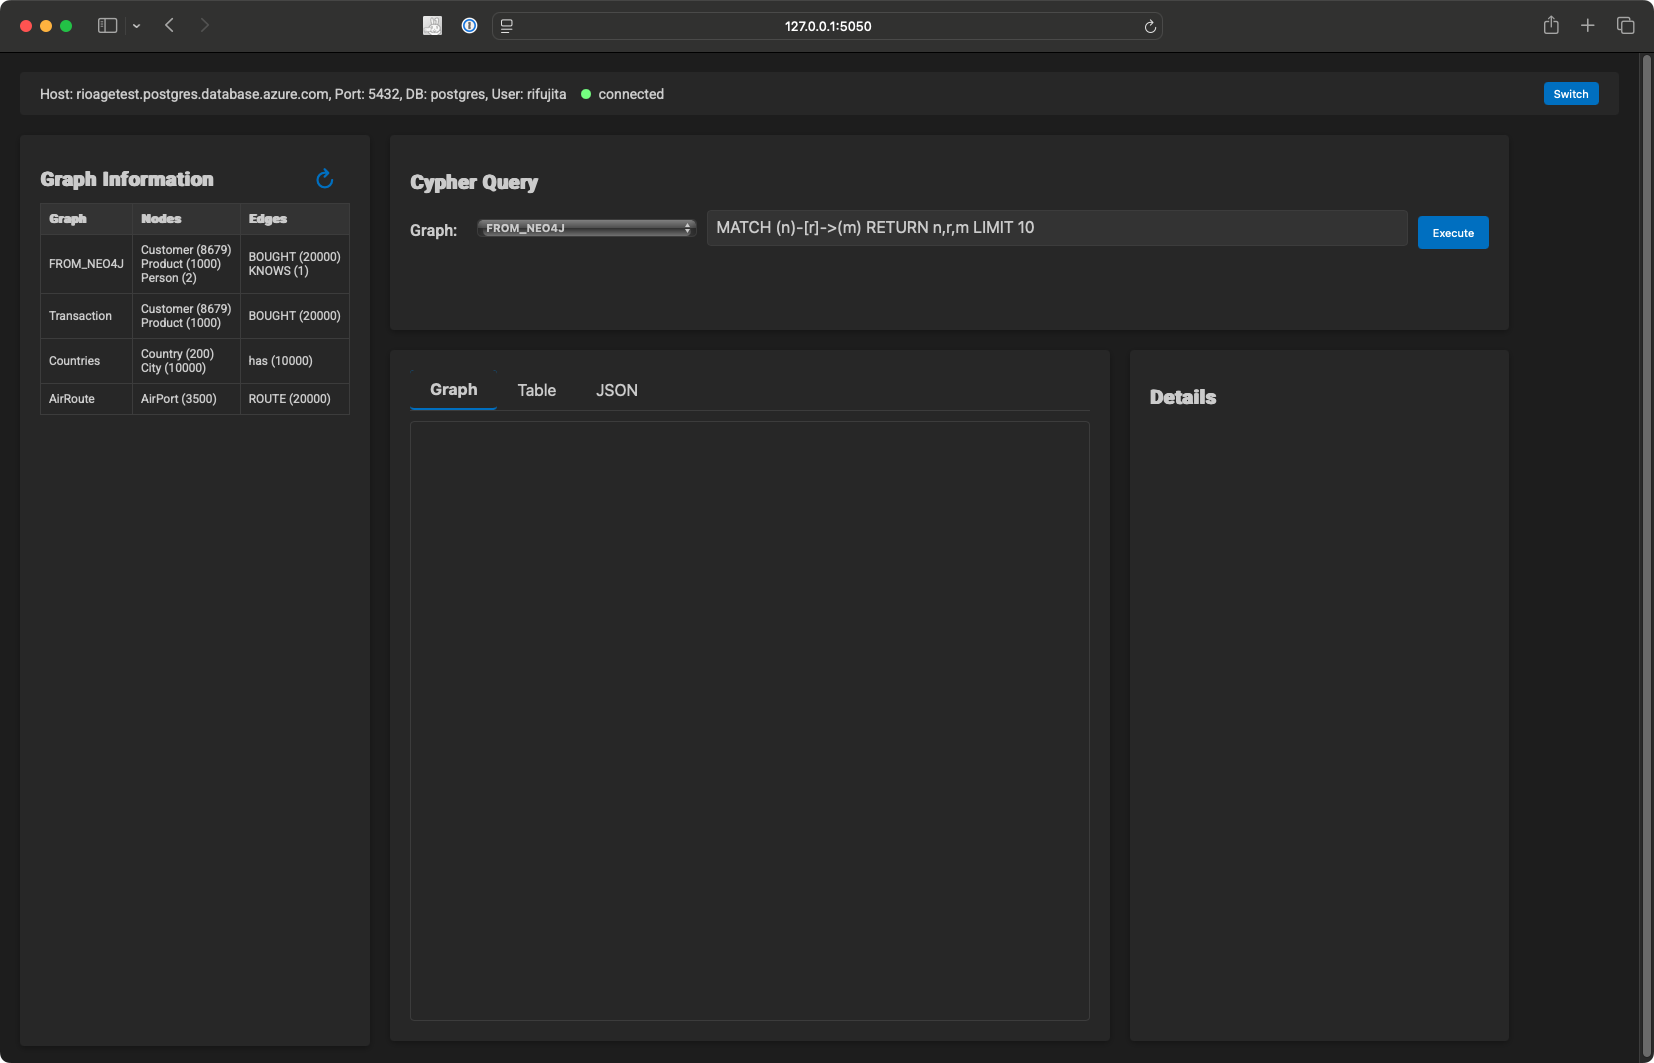 127.0.0.1:5050
Host: rioagetest.postgres.database.azure.com, Port: 5432, DB: postgres, User: rifujita connected
Switch
Graph Information
Graph Nodes Edges
FROM_NEO4J
Customer (8679)
Product (1000)
Person (2)
BOUGHT (20000)
KNOWS (1)
Transaction
Customer (8679)
Product (1000)
BOUGHT (20000)
Countries
Country (200)
City (10000)
has (10000)
AirRoute AirPort (3500) ROUTE (20000)
Cypher Query
Graph: FROM_NEO4J MATCH (n)-[r]->(m) RETURN n,r,m LIMIT 10 Execute
Graph Table JSON
Details